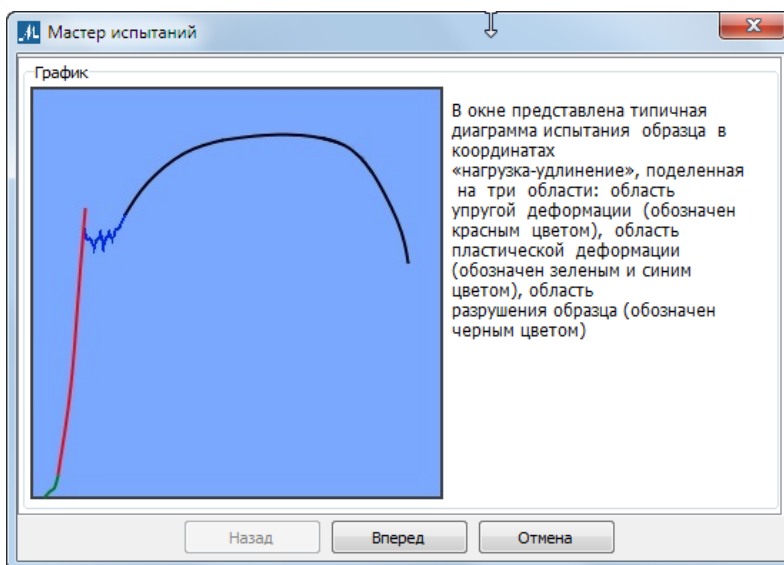 Мастер испытаний
График
В окне представлена типичная
диаграмма испытания образца в
координатах
«нагрузка-удлинение», поделенная
на три области: область
упругой деформации (обозначен
красным цветом), область
пластической деформации
(обозначен зеленым и синим
цветом), область
разрушения образца (обозначен
черным цветом)
Назад
Вперед
Отмена